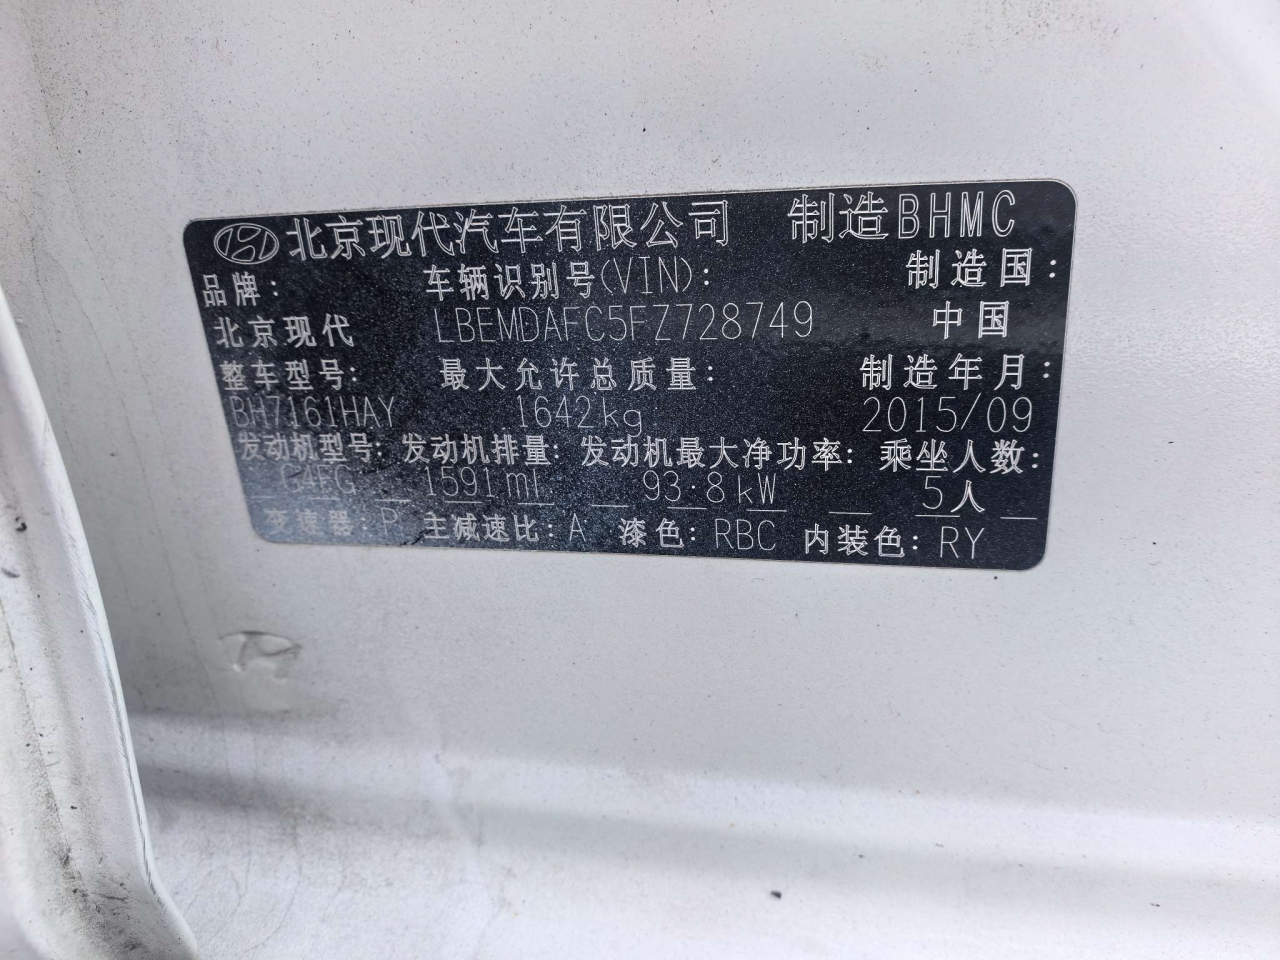 北京现代汽车有限公司 制造BHMC
品牌: 车辆识别号(VIN): 制造国:
北京现代 LBEMDAFC5FZ728749 中国
整车型号: 最大允许总质量: 制造年月:
BH7161HAY 1642kg 2015/09
发动机型号: 发动机排量: 发动机最大净功率: 乘坐人数:
G4FG 1591mL 93.8kW 5人
变速器: P 主减速比: A 漆色: RBC 内装色: RY